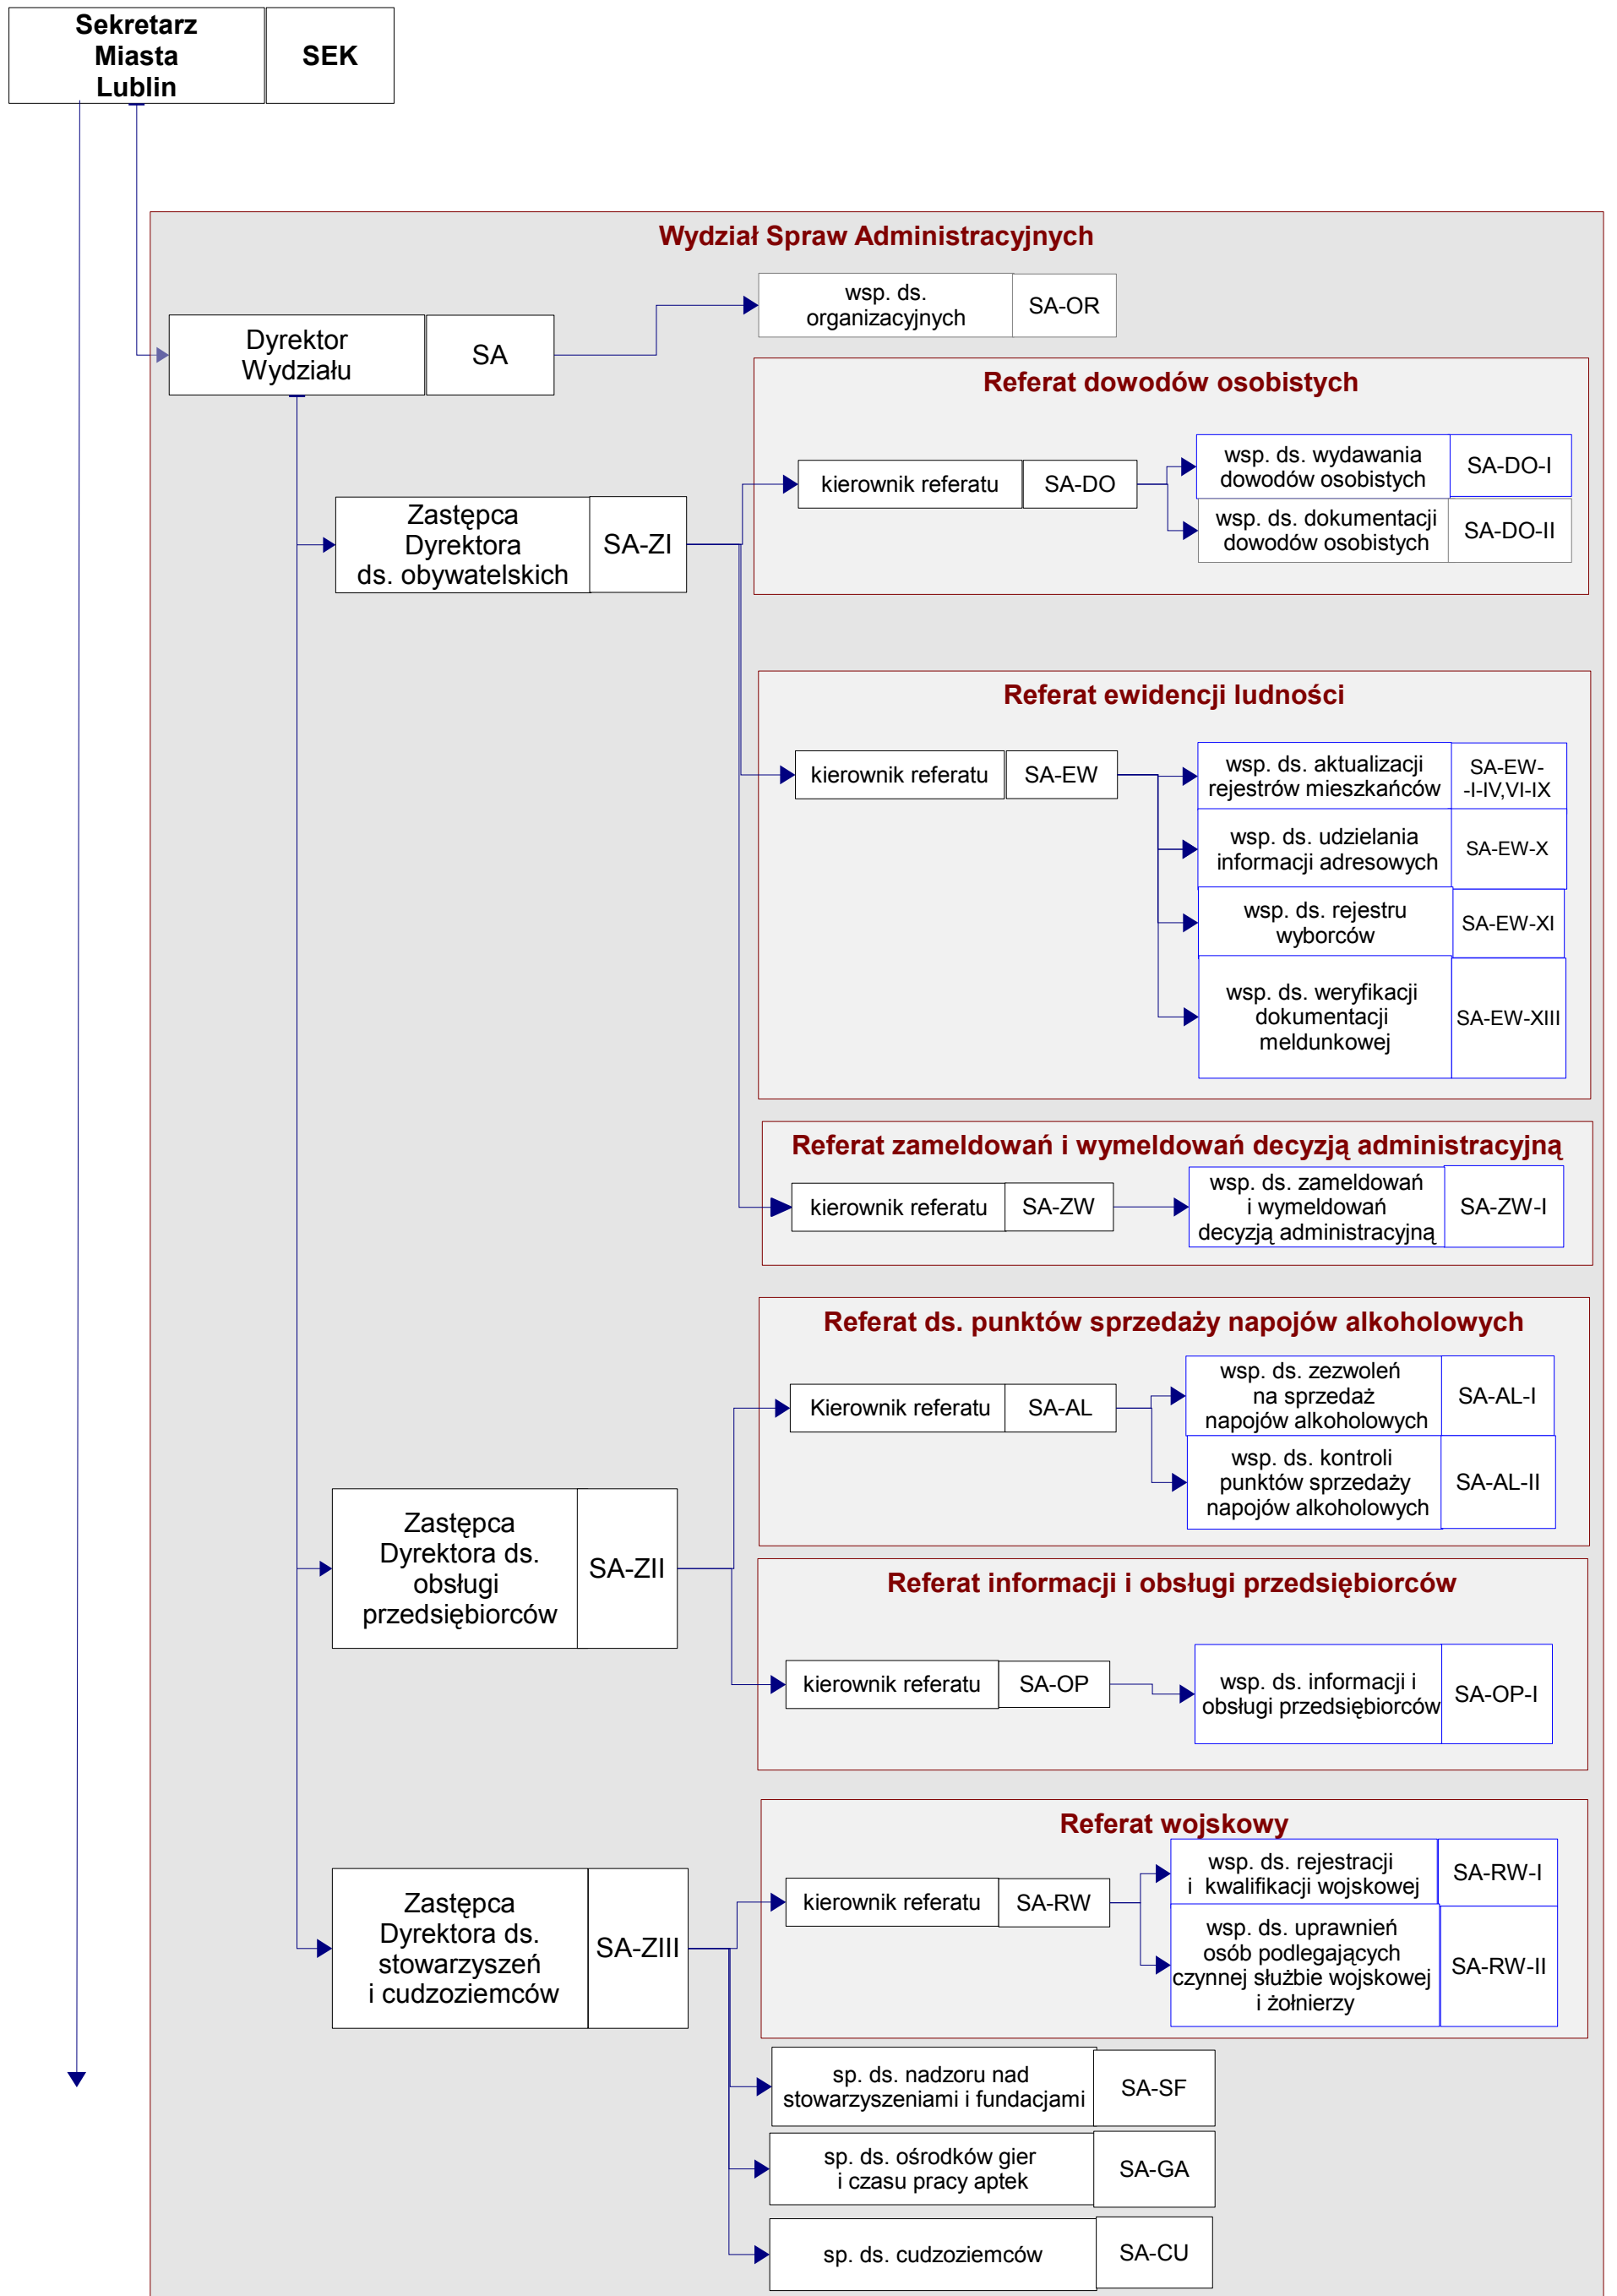 Sekretarz
Miasta
Lublin
SEK
Wydział Spraw Administracyjnych
wsp. ds.
organizacyjnych
SA-OR
Dyrektor
Wydziału
SA
Referat dowodów osobistych
kierownik referatu
SA-DO
wsp. ds. wydawania
dowodów osobistych
SA-DO-I
wsp. ds. dokumentacji
dowodów osobistych
SA-DO-II
Zastępca
Dyrektora
ds. obywatelskich
SA-ZI
Referat ewidencji ludności
kierownik referatu
SA-EW
wsp. ds. aktualizacji
rejestrów mieszkańców
SA-EW-
-I-IV,VI-IX
wsp. ds. udzielania
informacji adresowych
SA-EW-X
wsp. ds. rejestru
wyborców
SA-EW-XI
wsp. ds. weryfikacji
dokumentacji
meldunkowej
SA-EW-XIII
Referat zameldowań i wymeldowań decyzją administracyjną
kierownik referatu
SA-ZW
wsp. ds. zameldowań
i wymeldowań
decyzją administracyjną
SA-ZW-I
Referat ds. punktów sprzedaży napojów alkoholowych
Kierownik referatu
SA-AL
wsp. ds. zezwoleń
na sprzedaż
napojów alkoholowych
SA-AL-I
wsp. ds. kontroli
punktów sprzedaży
napojów alkoholowych
SA-AL-II
Zastępca
Dyrektora ds.
obsługi
przedsiębiorców
SA-ZII
Referat informacji i obsługi przedsiębiorców
kierownik referatu
SA-OP
wsp. ds. informacji i
obsługi przedsiębiorców
SA-OP-I
Referat wojskowy
kierownik referatu
SA-RW
wsp. ds. rejestracji
i kwalifikacji wojskowej
SA-RW-I
wsp. ds. uprawnień
osób podlegających
czynnej służbie wojskowej
i żołnierzy
SA-RW-II
Zastępca
Dyrektora ds.
stowarzyszeń
i cudzoziemców
SA-ZIII
sp. ds. nadzoru nad
stowarzyszeniami i fundacjami
SA-SF
sp. ds. ośrodków gier
i czasu pracy aptek
SA-GA
sp. ds. cudzoziemców
SA-CU